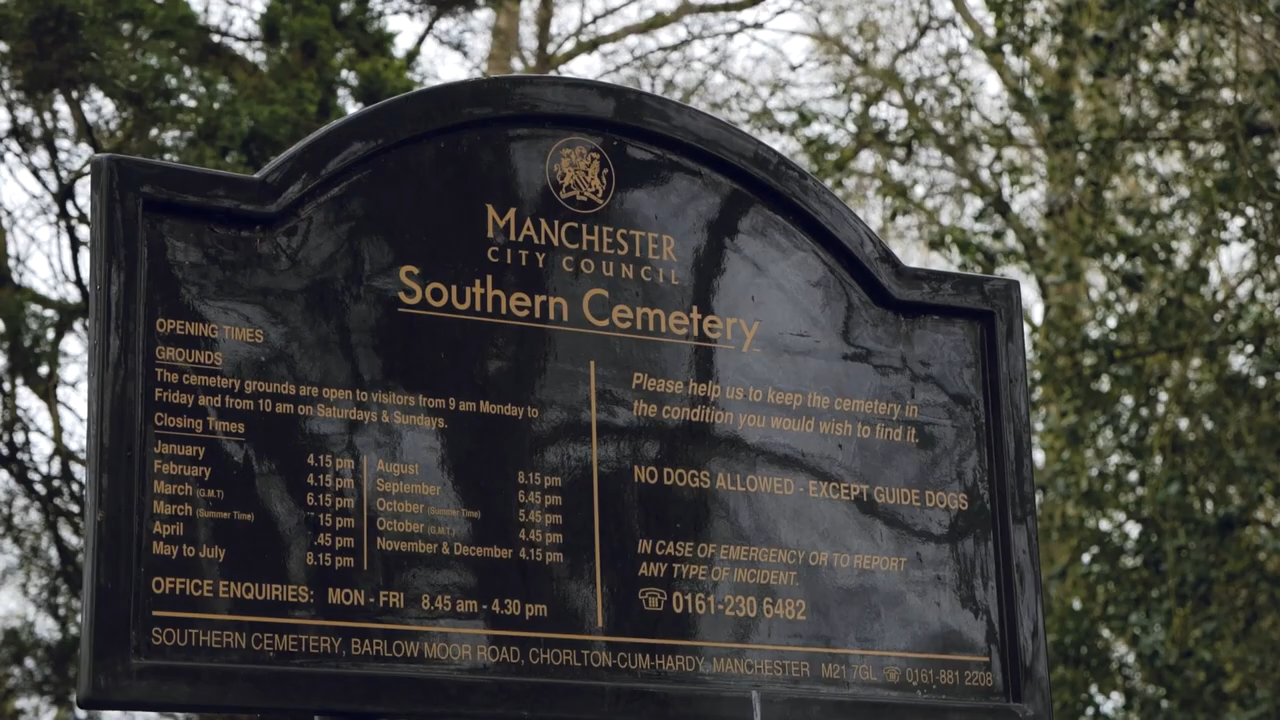 MANCHESTER
CITY COUNCIL
Southern Cemetery
OPENING TIMES
GROUNDS
The cemetery grounds are open to visitors from 9 am Monday to
Friday and from 10 am on Saturdays & Sundays.
Closing Times
January 4.15 pm
February 4.15 pm
March (G.M.T) 6.15 pm
March (Summer Time) 15 pm
April .45 pm
May to July 8.15 pm
August 8.15 pm
September 6.45 pm
October (Summer Time) 5.45 pm
October (G.M.T.) 4.45 pm
November & December 4.15 pm
OFFICE ENQUIRIES: MON - FRI 8.45 am - 4.30 pm
Please help us to keep the cemetery in
the condition you would wish to find it.
NO DOGS ALLOWED - EXCEPT GUIDE DOGS
IN CASE OF EMERGENCY OR TO REPORT
ANY TYPE OF INCIDENT.
0161-230 6482
SOUTHERN CEMETERY, BARLOW MOOR ROAD, CHORLTON-CUM-HARDY, MANCHESTER M21 7GL 0161-881 2208